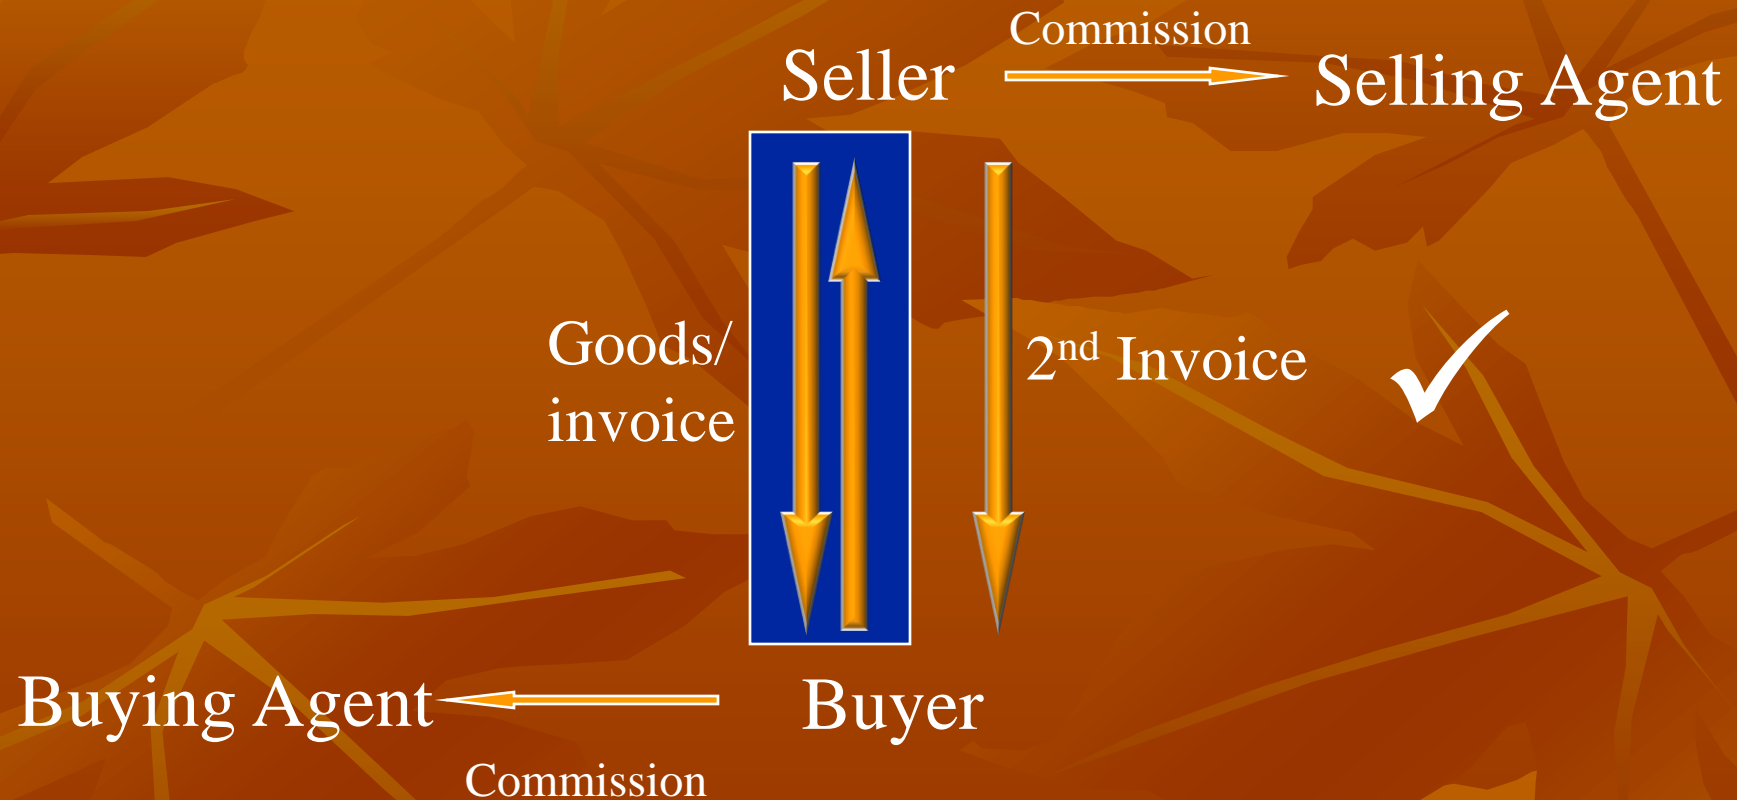 Commission
Seller
Selling Agent
Goods/
invoice
2nd Invoice
Buying Agent
Buyer
Commission